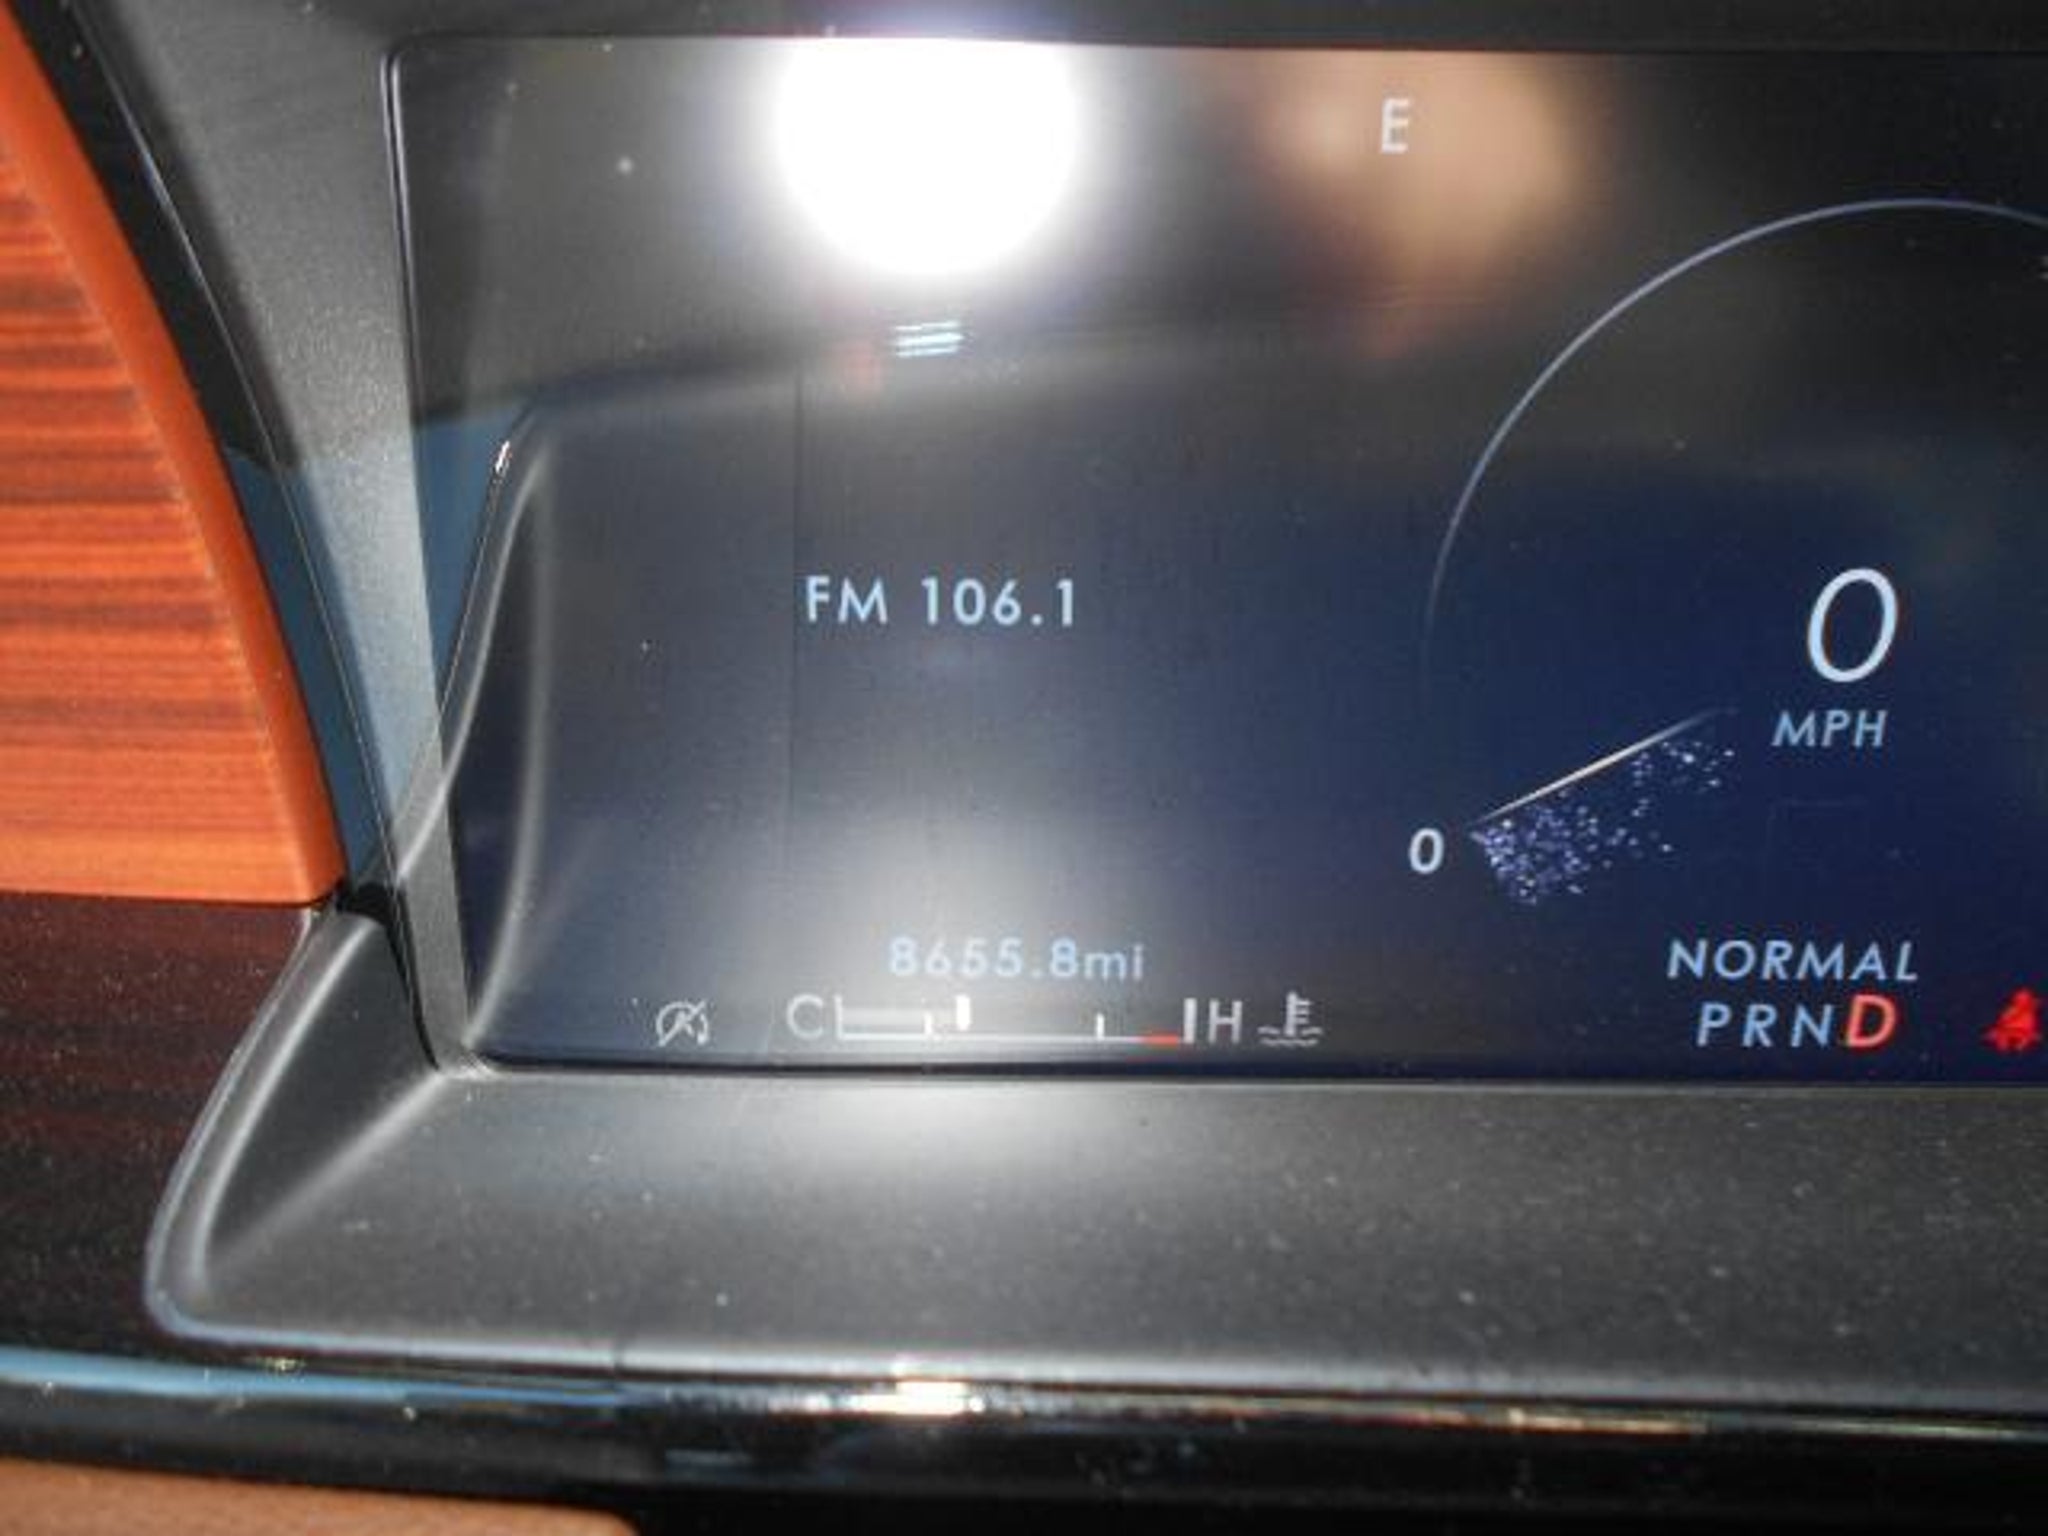 E
FM 106.1
0
MPH
0
8655.8mi
NORMAL
C H
PRND